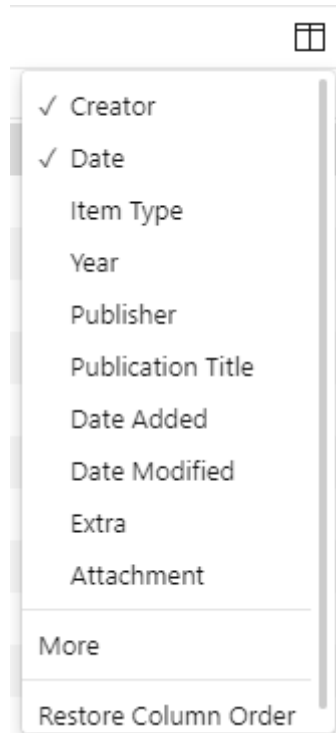 ✓ Creator
✓ Date
Item Type
Year
Publisher
Publication Title
Date Added
Date Modified
Extra
Attachment
More
Restore Column Order